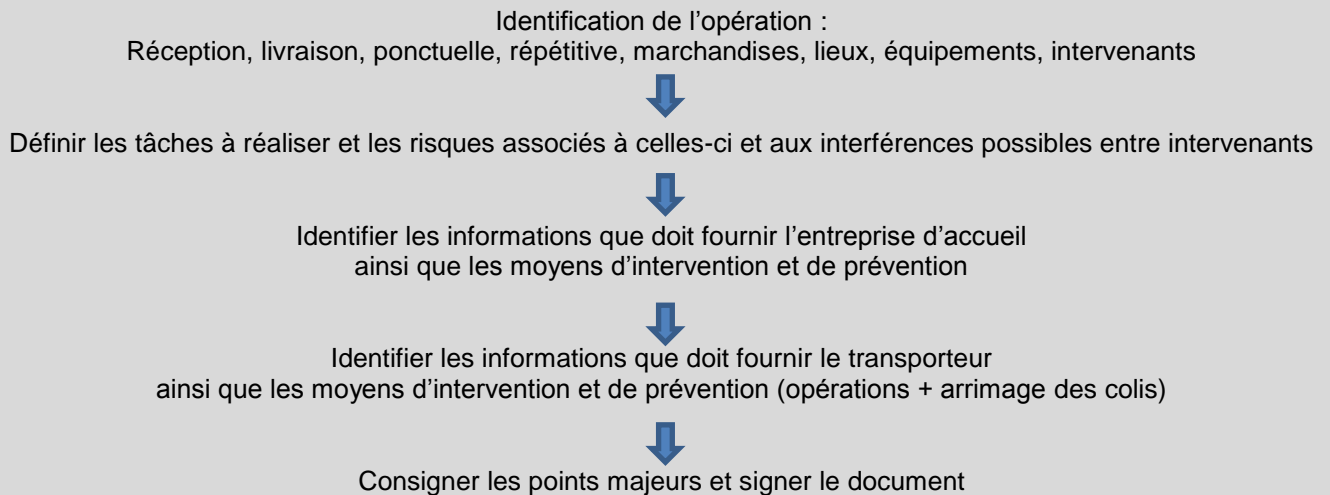 Identification de l’opération :
Réception, livraison, ponctuelle, répétitive, marchandises, lieux, équipements, intervenants
Définir les tâches à réaliser et les risques associés à celles-ci et aux interférences possibles entre intervenants
Identifier les informations que doit fournir l’entreprise d’accueil
ainsi que les moyens d’intervention et de prévention
Identifier les informations que doit fournir le transporteur
ainsi que les moyens d’intervention et de prévention (opérations + arrimage des colis)
Consigner les points majeurs et signer le document